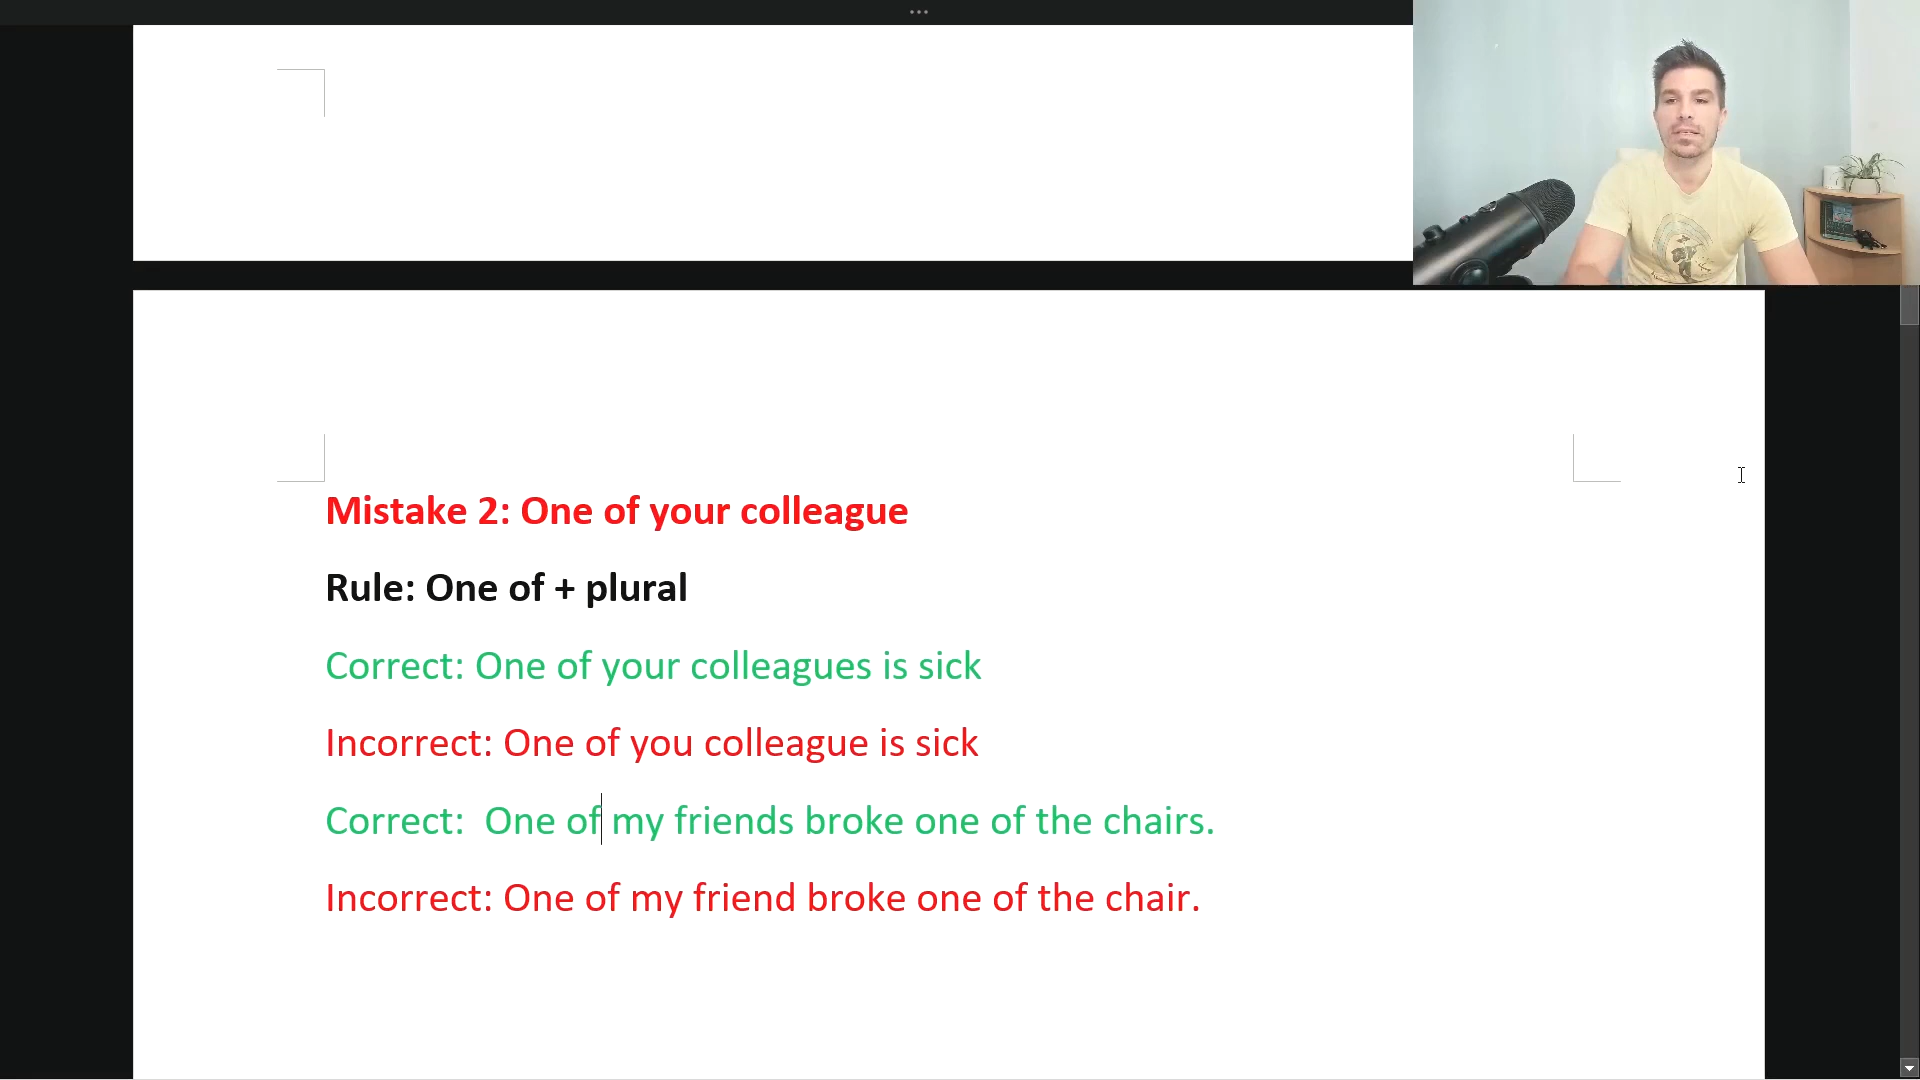 Mistake 2: One of your colleague
Rule: One of + plural
Correct: One of your colleagues is sick
Incorrect: One of you colleague is sick
Correct:  One of my friends broke one of the chairs.
Incorrect: One of my friend broke one of the chair.